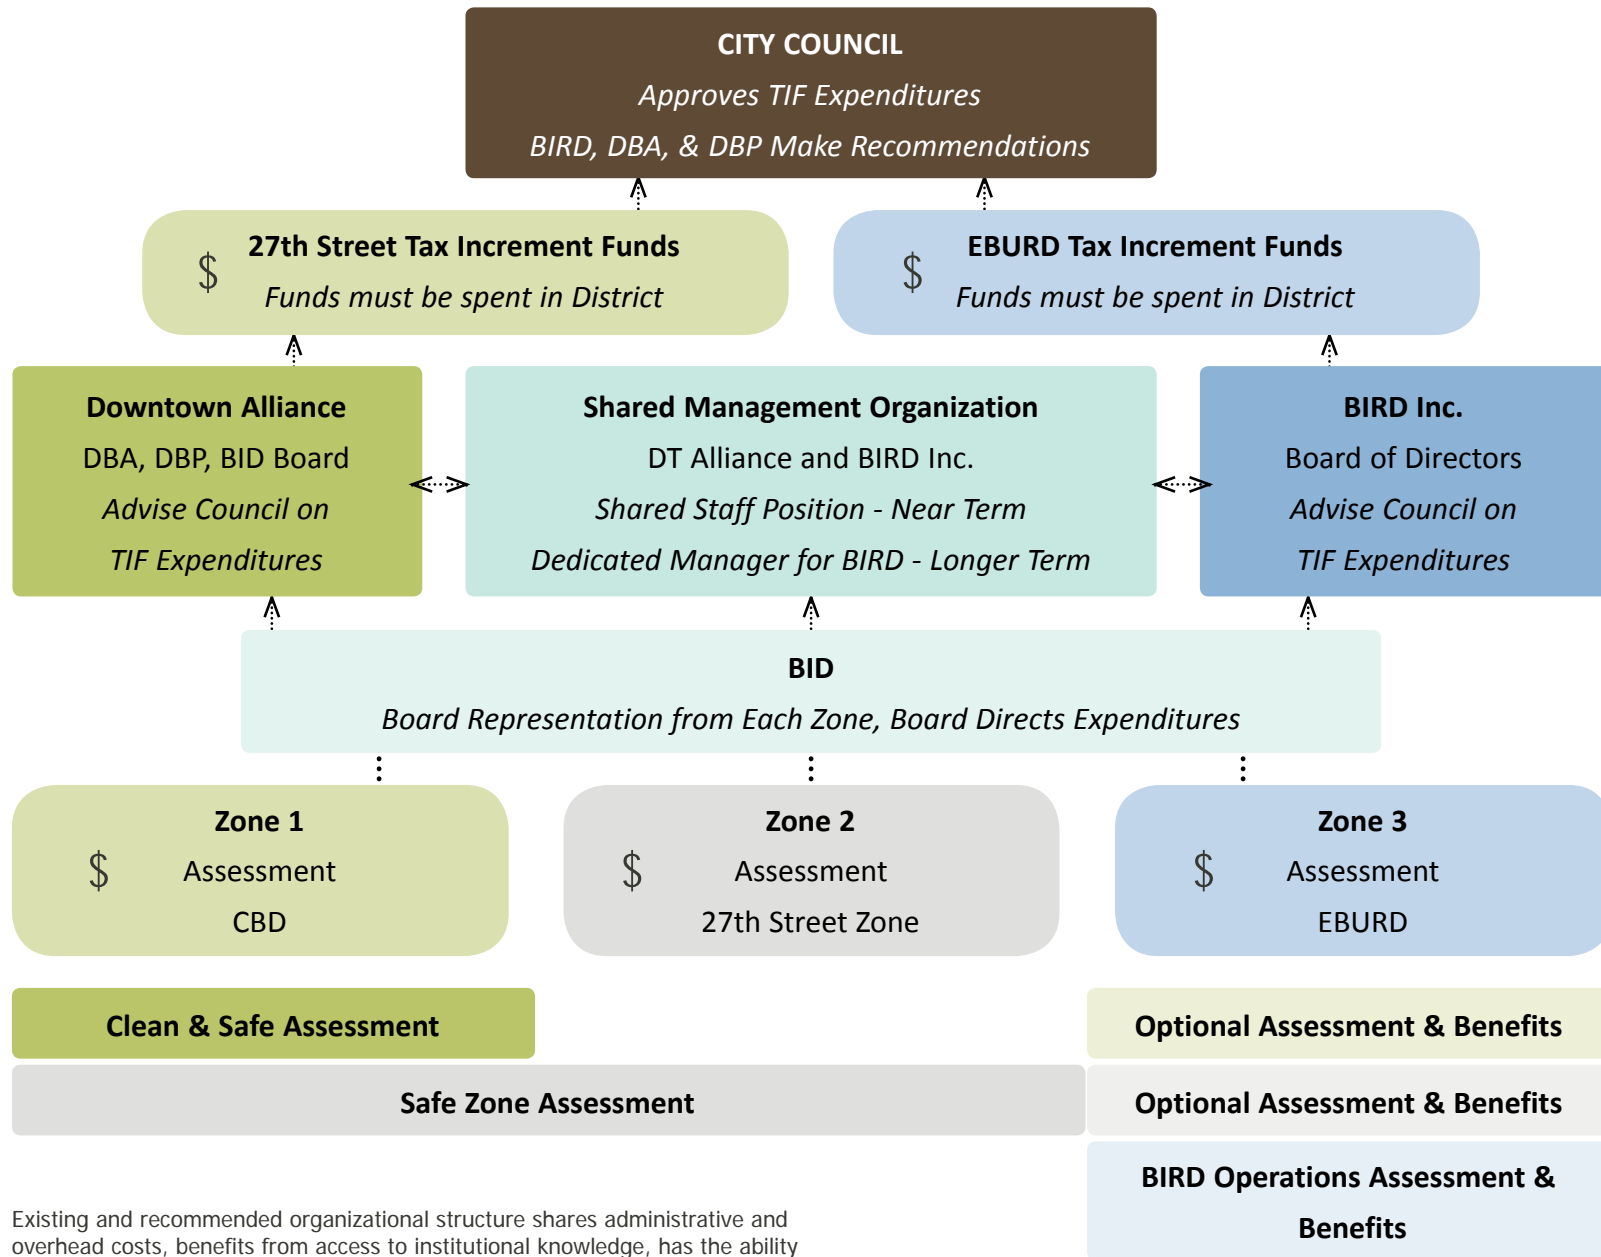 CITY COUNCIL
Approves TIF Expenditures
BIRD, DBA, & DBP Make Recommendations
$
27th Street Tax Increment Funds
Funds must be spent in District
$
EBURD Tax Increment Funds
Funds must be spent in District
Downtown Alliance
DBA, DBP, BID Board
Advise Council on
TIF Expenditures
Shared Management Organization
DT Alliance and BIRD Inc.
Shared Staff Position - Near Term
Dedicated Manager for BIRD - Longer Term
BIRD Inc.
Board of Directors
Advise Council on
TIF Expenditures
BID
Board Representation from Each Zone, Board Directs Expenditures
Zone 1
$
Assessment
CBD
Zone 2
$
Assessment
27th Street Zone
Zone 3
$
Assessment
EBURD
Clean & Safe Assessment
Optional Assessment & Benefits
Safe Zone Assessment
Optional Assessment & Benefits
BIRD Operations Assessment &
Benefits
Existing and recommended organizational structure shares administrative and
overhead costs, benefits from access to institutional knowledge, has the ability